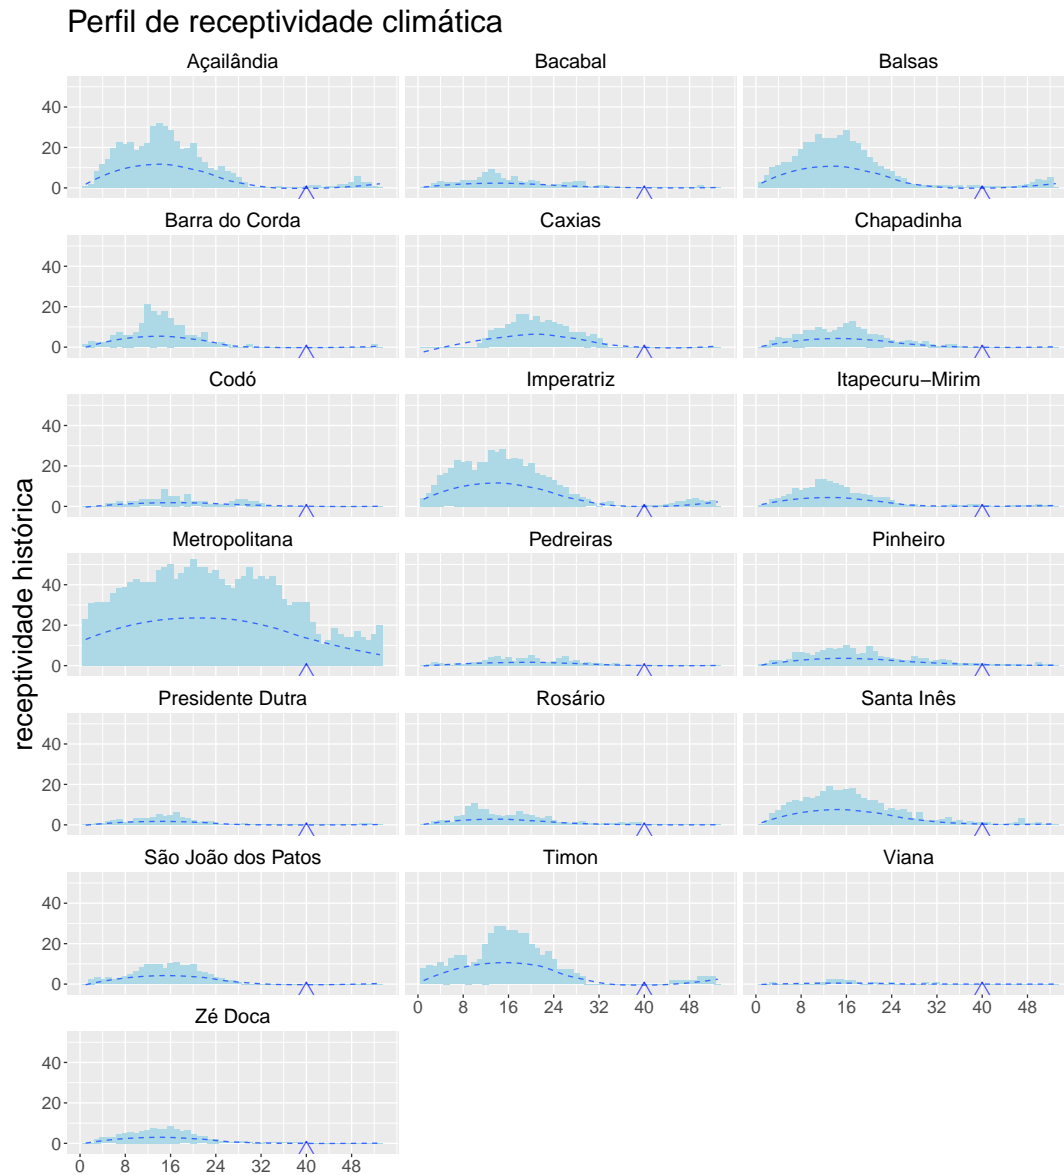 Perfil de receptividade climática
Açailândia Bacabal Balsas
40
20
0
Barra do Corda Caxias Chapadinha
40
20
0
Codó Imperatriz Itapecuru−Mirim
40
20
0
Metropolitana Pedreiras Pinheiro
40
20
0
Presidente Dutra Rosário Santa Inês
40
20
0
São João dos Patos Timon Viana
40
20
0
0 8 16 24 32 40 48 0 8 16 24 32 40 48
Zé Doca
40
20
0
0 8 16 24 32 40 48
receptividade histórica